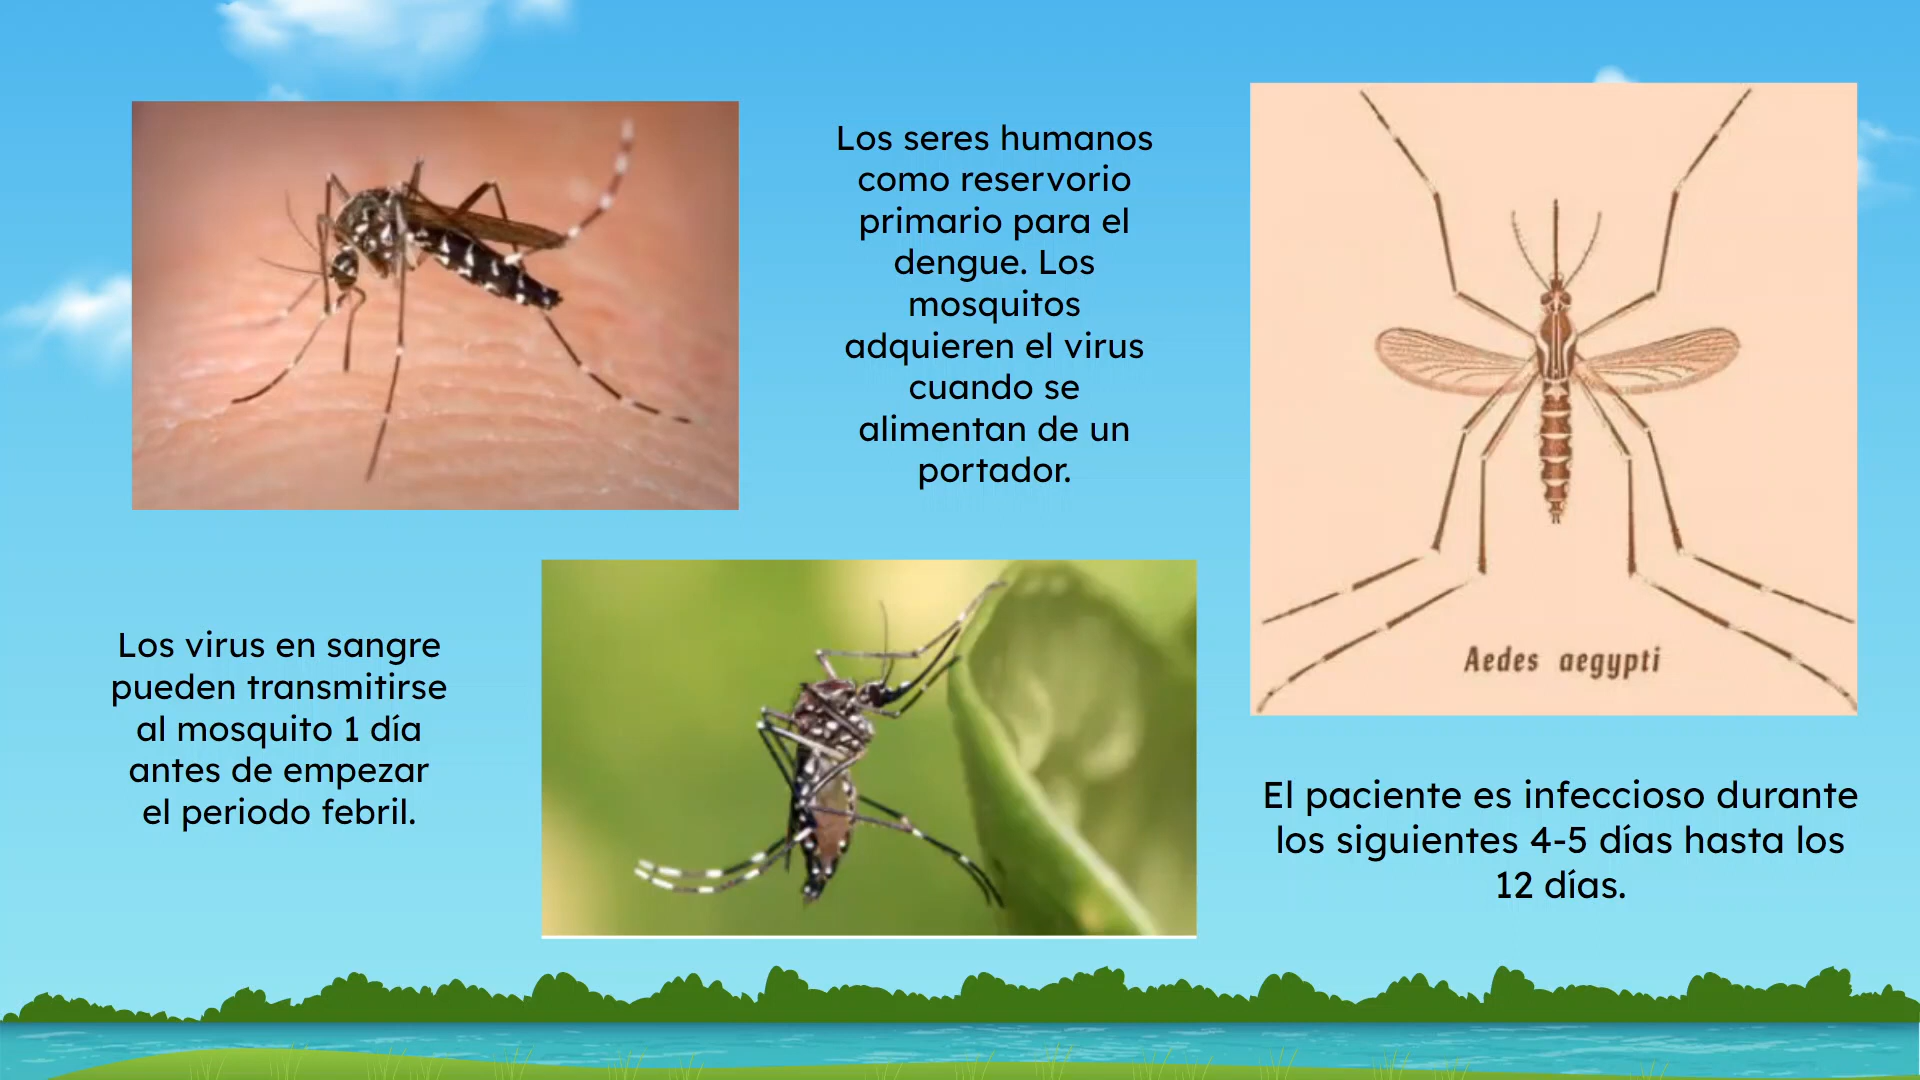 Los seres humanos
como reservorio
primario para el
dengue. Los
mosquitos
adquieren el virus
cuando se
alimentan de un
portador.
Aedes aegypti
Los virus en sangre
pueden transmitirse
al mosquito 1 día
antes de empezar
el periodo febril.
El paciente es infeccioso durante
los siguientes 4-5 días hasta los
12 días.